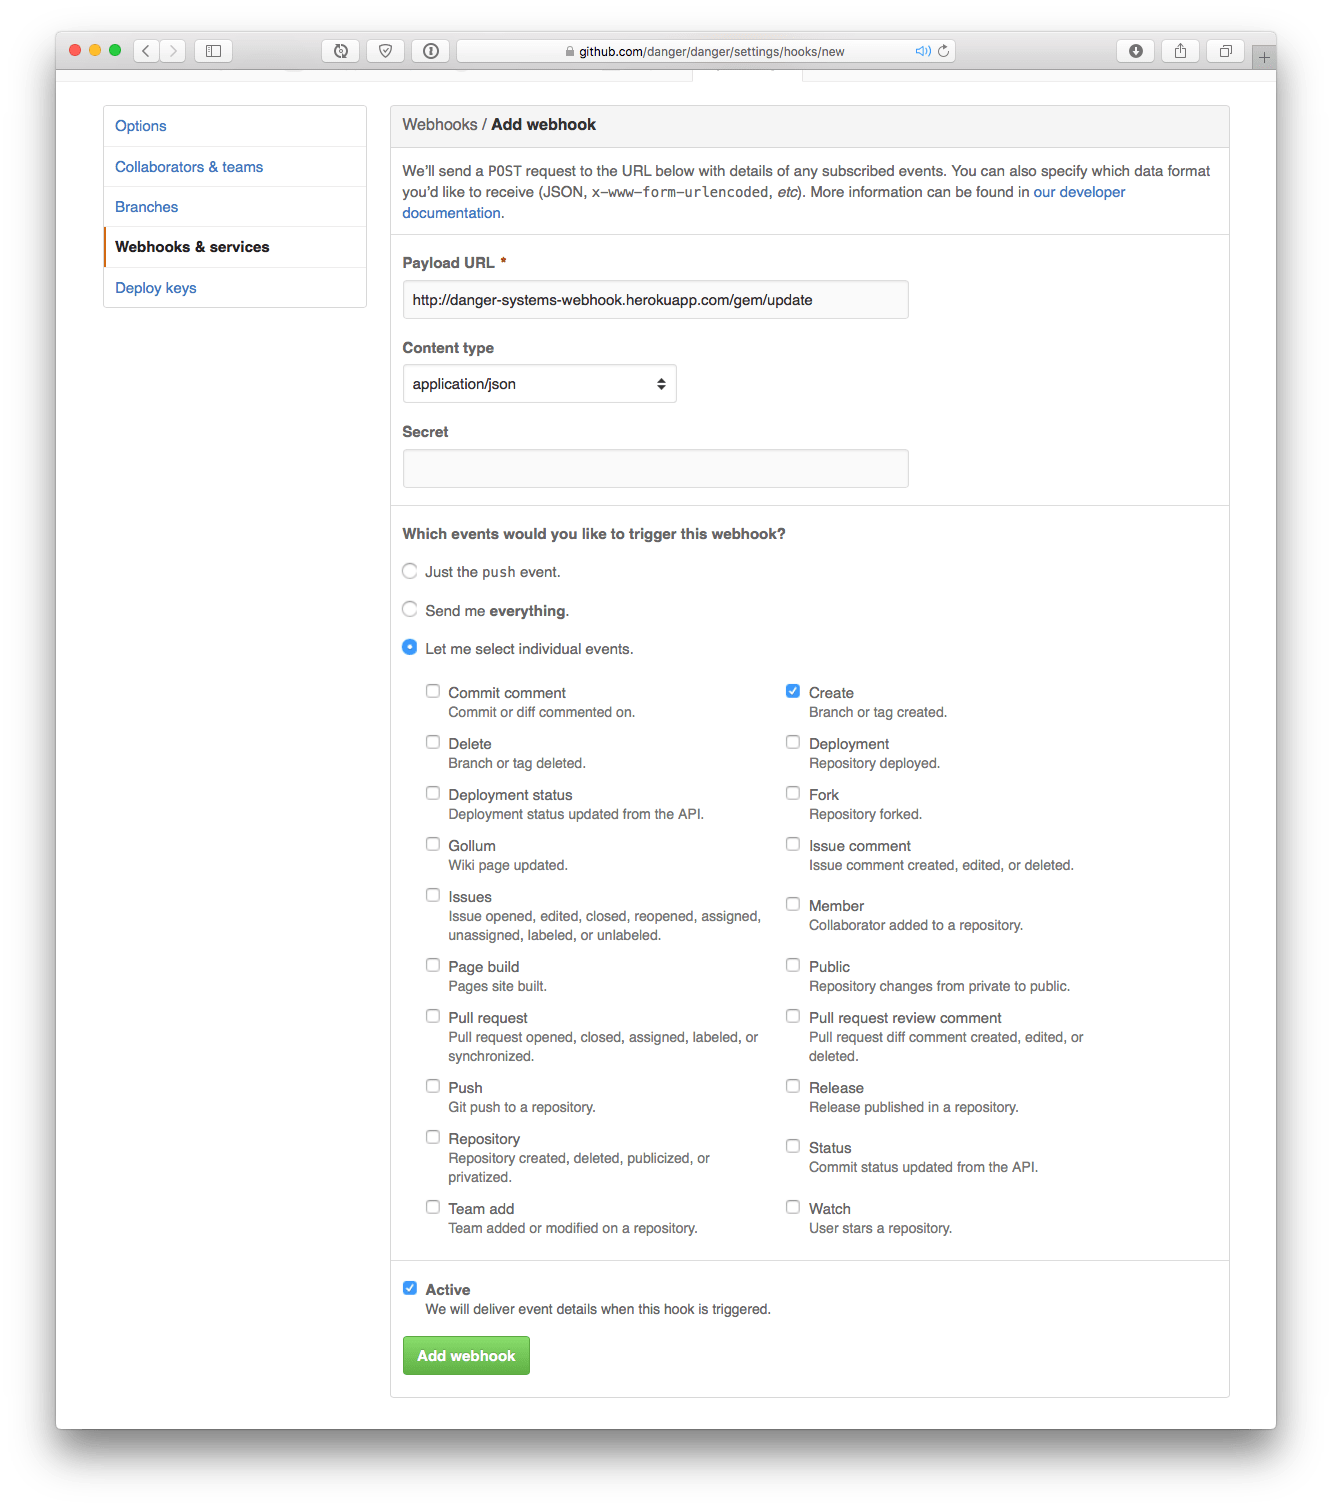 github.com/danger/danger/settings/hooks/new
Options
Collaborators & teams
Branches
Webhooks & services
Deploy keys
Webhooks / Add webhook
We'll send a POST request to the URL below with details of any subscribed events. You can also specify which data format
you'd like to receive (JSON, x-www-form-urlencoded, etc). More information can be found in our developer
documentation.
Payload URL *
http://danger-systems-webhook.herokuapp.com/gem/update
Content type
application/json
Secret
Which events would you like to trigger this webhook?
Just the push event.
Send me everything.
Let me select individual events.
Commit comment
Commit or diff commented on.
Create
Branch or tag created.
Delete
Branch or tag deleted.
Deployment
Repository deployed.
Deployment status
Deployment status updated from the API.
Fork
Repository forked.
Gollum
Wiki page updated.
Issue comment
Issue comment created, edited, or deleted.
Issues
Issue opened, edited, closed, reopened, assigned,
unassigned, labeled, or unlabeled.
Member
Collaborator added to a repository.
Page build
Pages site built.
Public
Repository changes from private to public.
Pull request
Pull request opened, closed, assigned, labeled, or
synchronized.
Pull request review comment
Pull request diff comment created, edited, or
deleted.
Push
Git push to a repository.
Release
Release published in a repository.
Repository
Repository created, deleted, publicized, or
privatized.
Status
Commit status updated from the API.
Team add
Team added or modified on a repository.
Watch
User stars a repository.
Active
We will deliver event details when this hook is triggered.
Add webhook